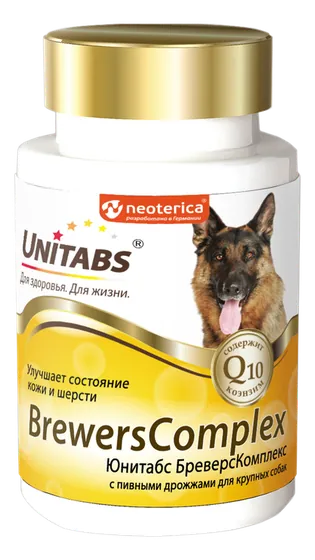 neoterica®
разработано в Германии
UNITABS®
Для здоровья. Для жизни.
содержит
Q10
коэнзим
Улучшает состояние
кожи и шерсти
BrewersComplex
Юнитабс БреверсКомплекс
с пивными дрожжами для крупных собак